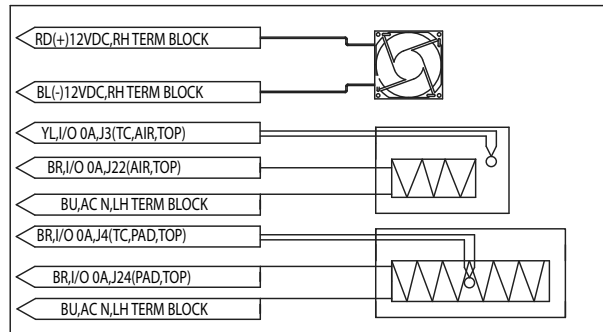 RD(+)12VDC,RH TERM BLOCK
BL(-)12VDC,RH TERM BLOCK
YL,I/O 0A,J3(TC,AIR,TOP)
BR,I/O 0A,J22(AIR,TOP)
BU,AC N,LH TERM BLOCK
BR,I/O 0A,J4(TC,PAD,TOP)
BR,I/O 0A,J24(PAD,TOP)
BU,AC N,LH TERM BLOCK